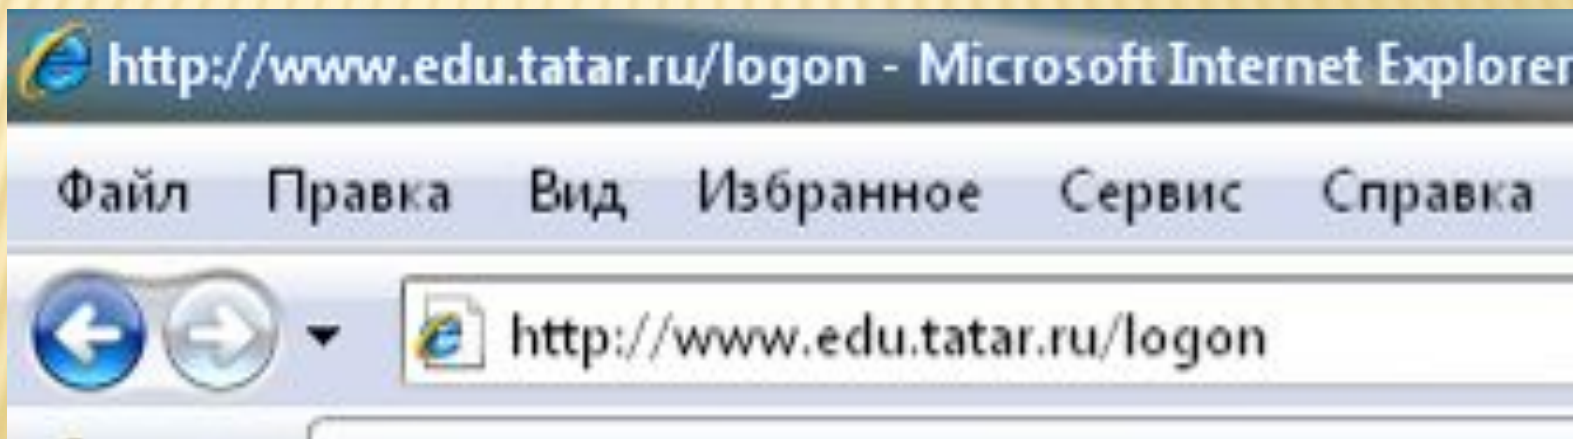 http://www.edu.tatar.ru/logon - Microsoft Internet Explorer
Файл Правка Вид Избранное Сервис Справка
http://www.edu.tatar.ru/logon